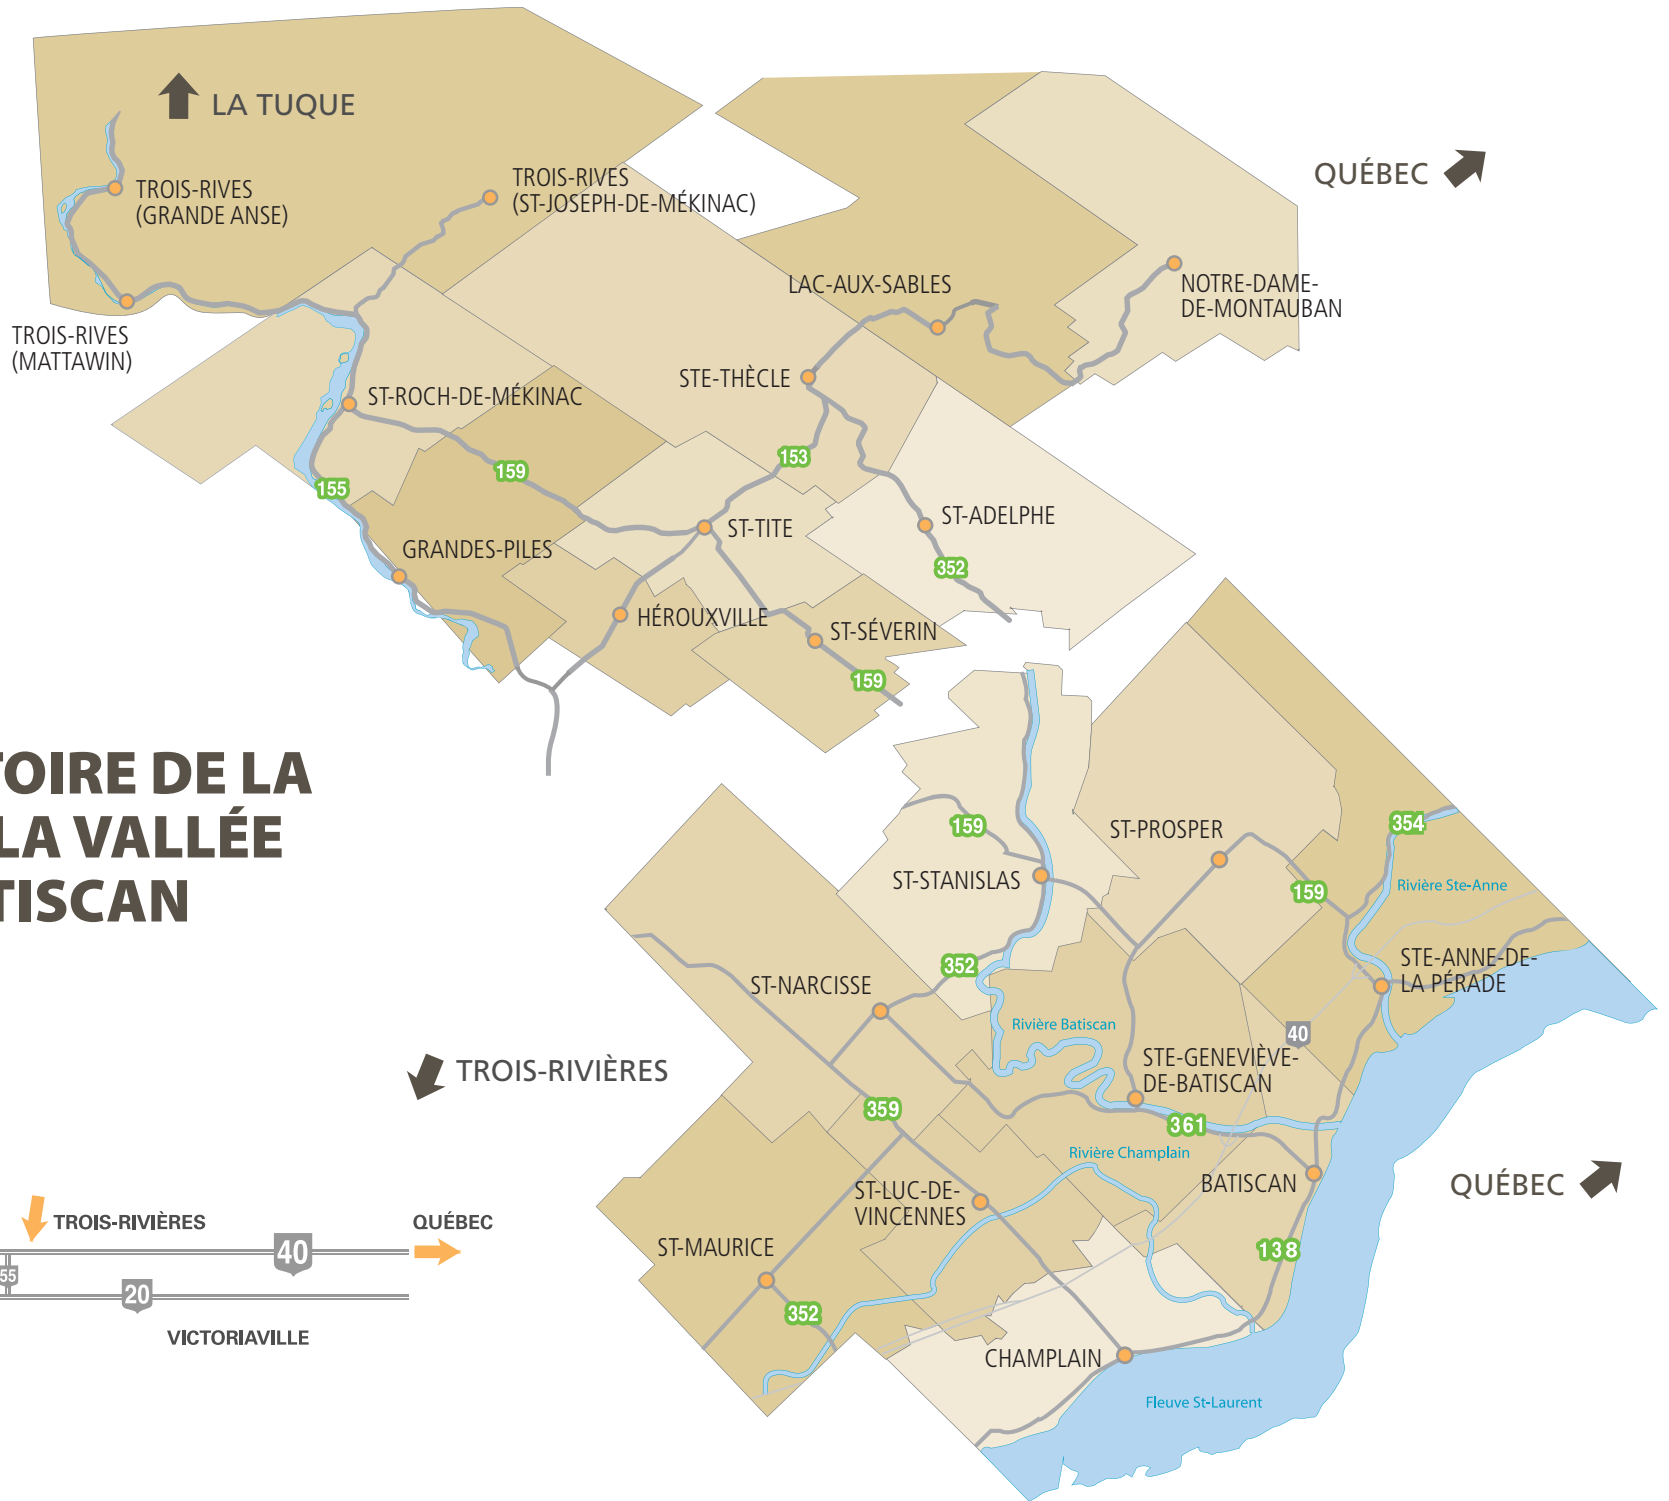 LA TUQUE
QUÉBEC
TROIS-RIVES
(GRANDE ANSE)
TROIS-RIVES
(ST-JOSEPH-DE-MÉKINAC)
LAC-AUX-SABLES
NOTRE-DAME-
DE-MONTAUBAN
TROIS-RIVES
(MATTAWIN)
STE-THÈCLE
ST-ROCH-DE-MÉKINAC
153
159
155
ST-TITE
ST-ADELPHE
GRANDES-PILES
352
HÉROUXVILLE
ST-SÉVERIN
159
TOIRE DE LA
LA VALLÉE
TISCAN
159
ST-PROSPER
354
ST-STANISLAS
159
Rivière Ste-Anne
352
STE-ANNE-DE-
LA PÉRADE
ST-NARCISSE
Rivière Batiscan
40
STE-GENEVIÈVE-
DE-BATISCAN
TROIS-RIVIÈRES
359
361
Rivière Champlain
BATISCAN
QUÉBEC
ST-LUC-DE-
VINCENNES
TROIS-RIVIÈRES
QUÉBEC
ST-MAURICE
138
40
55
20
352
VICTORIAVILLE
CHAMPLAIN
Fleuve St-Laurent